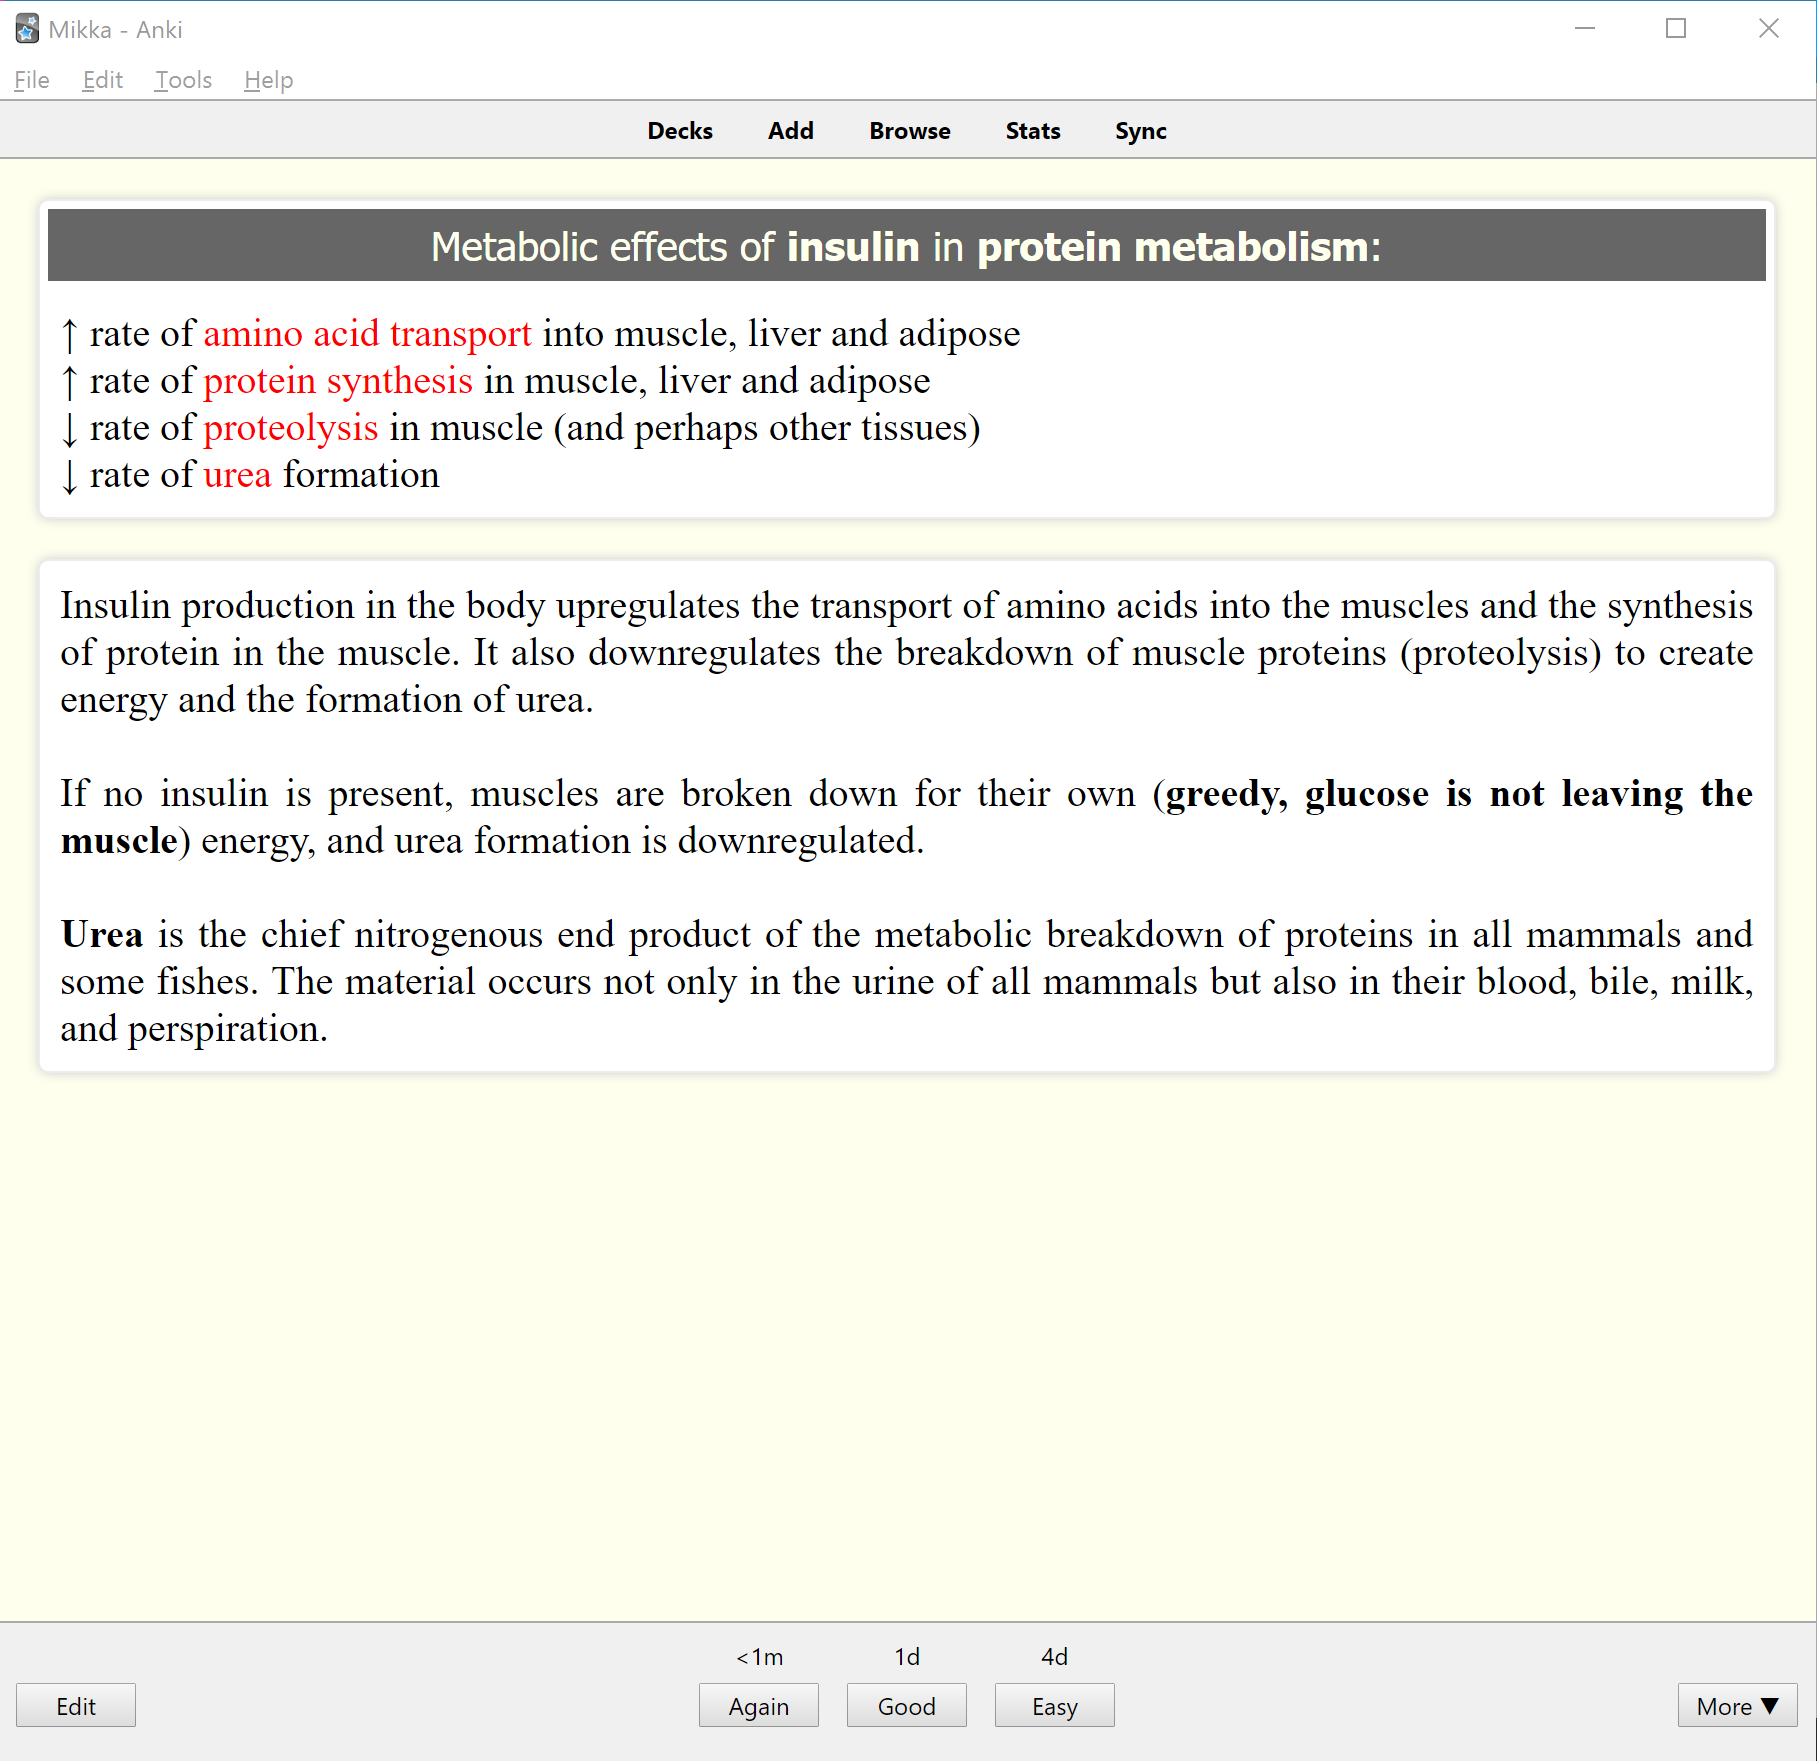 Mikka - Anki
File Edit Tools Help
Decks Add Browse Stats Sync
Metabolic effects of insulin in protein metabolism:
↑ rate of amino acid transport into muscle, liver and adipose
↑ rate of protein synthesis in muscle, liver and adipose
↓ rate of proteolysis in muscle (and perhaps other tissues)
↓ rate of urea formation
Insulin production in the body upregulates the transport of amino acids into the muscles and the synthesis
of protein in the muscle. It also downregulates the breakdown of muscle proteins (proteolysis) to create
energy and the formation of urea.
If no insulin is present, muscles are broken down for their own (greedy, glucose is not leaving the
muscle) energy, and urea formation is downregulated.
Urea is the chief nitrogenous end product of the metabolic breakdown of proteins in all mammals and
some fishes. The material occurs not only in the urine of all mammals but also in their blood, bile, milk,
and perspiration.
<1m 1d 4d
Edit Again Good Easy More ▼